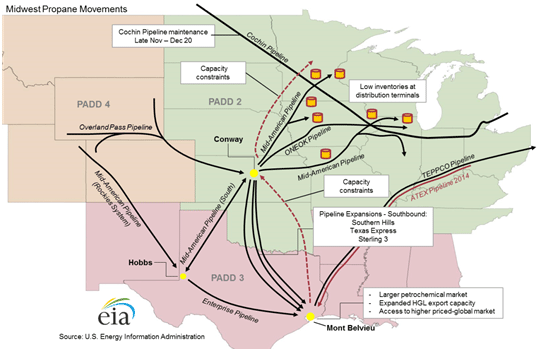 Midwest Propane Movements
Cochin Pipeline maintenance
Late Nov – Dec 20
Cochin Pipeline
Capacity
constraints
Low inventories at
distribution terminals
PADD 4
PADD 2
Overland Pass Pipeline
Conway
Mid-American Pipeline
ONEOK Pipeline
Mid-American Pipeline
TEPPCO Pipeline
ATEX Pipeline 2014
Mid-American Pipeline
(Rockies System)
Mid-American Pipeline (South)
Capacity
constraints
Pipeline Expansions - Southbound:
Southern Hills
Texas Express
Sterling 3
Hobbs
PADD 3
Enterprise Pipeline
- Larger petrochemical market
- Expanded HGL export capacity
- Access to higher priced-global market
Mont Belvieu
eia
Source: U.S. Energy Information Administration